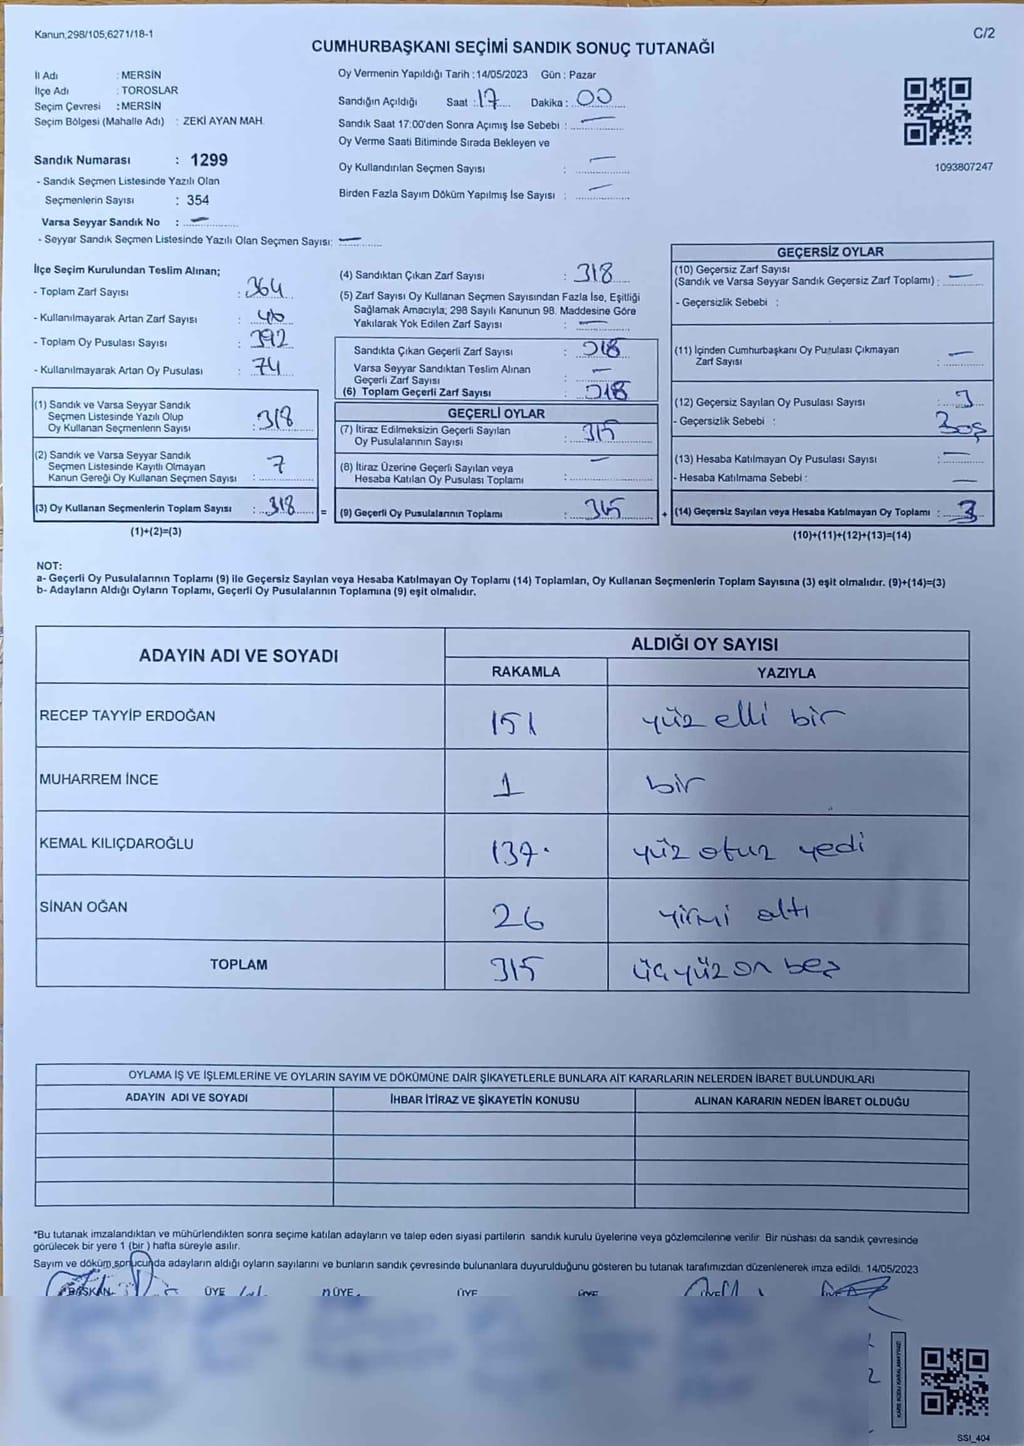 Kanun,298/105,6271/18-1
C/2
CUMHURBAŞKANI SEÇİMİ SANDIK SONUÇ TUTANAĞI
İl Adı : MERSİN
İlçe Adı : TOROSLAR
Seçim Çevresi : MERSİN
Seçim Bölgesi (Mahalle Adı) : ZEKİ AYAN MAH.
Sandık Numarası : 1299
- Sandık Seçmen Listesinde Yazılı Olan
Seçmenlerin Sayısı : 354
Varsa Seyyar Sandık No : —
- Seyyar Sandık Seçmen Listesinde Yazılı Olan Seçmen Sayısı: —
Oy Vermenin Yapıldığı Tarih : 14/05/2023 Gün : Pazar
Sandığın Açıldığı Saat : 17 Dakika : 00
Sandık Saat 17:00'den Sonra Açımış İse Sebebi : —
Oy Verme Saati Bitiminde Sırada Bekleyen ve
Oy Kullandırılan Seçmen Sayısı : —
Birden Fazla Sayım Döküm Yapılmış İse Sayısı : —
1093807247
İlçe Seçim Kurulundan Teslim Alınan;
- Toplam Zarf Sayısı : 364
- Kullanılmayarak Artan Zarf Sayısı : 46
- Toplam Oy Pusulası Sayısı : 392
- Kullanılmayarak Artan Oy Pusulası : 74
(1) Sandık ve Varsa Seyyar Sandık
Seçmen Listesinde Yazılı Olup
Oy Kullanan Seçmenlerin Sayısı : 318
(2) Sandık ve Varsa Seyyar Sandık
Seçmen Listesinde Kayıtlı Olmayan
Kanun Gereği Oy Kullanan Seçmen Sayısı : 7
(3) Oy Kullanan Seçmenlerin Toplam Sayısı : 318 =
(1)+(2)=(3)
(4) Sandıktan Çıkan Zarf Sayısı : 318
(5) Zarf Sayısı Oy Kullanan Seçmen Sayısından Fazla İse, Eşitliği
Sağlamak Amacıyla; 298 Sayılı Kanunun 98. Maddesine Göre
Yakılarak Yok Edilen Zarf Sayısı : —
Sandıkta Çıkan Geçerli Zarf Sayısı : 318
Varsa Seyyar Sandıktan Teslim Alınan
Geçerli Zarf Sayısı : —
(6) Toplam Geçerli Zarf Sayısı : 318
GEÇERLİ OYLAR
(7) İtiraz Edilmeksizin Geçerli Sayılan
Oy Pusulalarının Sayısı : 315
(8) İtiraz Üzerine Geçerli Sayılan veya
Hesaba Katılan Oy Pusulası Toplamı : —
(9) Geçerli Oy Pusulalarının Toplamı : 315 +
GEÇERSİZ OYLAR
(10) Geçersiz Zarf Sayısı
(Sandık ve Varsa Seyyar Sandık Geçersiz Zarf Toplamı) : —
- Geçersizlik Sebebi :
(11) İçinden Cumhurbaşkanı Oy Pusulası Çıkmayan
Zarf Sayısı : —
(12) Geçersiz Sayılan Oy Pusulası Sayısı : 3
- Geçersizlik Sebebi : Boş
(13) Hesaba Katılmayan Oy Pusulası Sayısı : —
- Hesaba Katılmama Sebebi : —
(14) Geçersiz Sayılan veya Hesaba Katılmayan Oy Toplamı : 3
(10)+(11)+(12)+(13)=(14)
NOT:
a- Geçerli Oy Pusulalarının Toplamı (9) ile Geçersiz Sayılan veya Hesaba Katılmayan Oy Toplamı (14) Toplamları, Oy Kullanan Seçmenlerin Toplam Sayısına (3) eşit olmalıdır. (9)+(14)=(3)
b- Adayların Aldığı Oyların Toplamı, Geçerli Oy Pusulalarının Toplamına (9) eşit olmalıdır.
ADAYIN ADI VE SOYADI
ALDIĞI OY SAYISI
RAKAMLA YAZIYLA
RECEP TAYYİP ERDOĞAN 151 yüz elli bir
MUHARREM İNCE 1 bir
KEMAL KILIÇDAROĞLU 137 yüz otuz yedi
SİNAN OĞAN 26 yirmi altı
TOPLAM 315 üçyüz on beş
OYLAMA İŞ VE İŞLEMLERİNE VE OYLARIN SAYIM VE DÖKÜMÜNE DAİR ŞİKAYETLERLE BUNLARA AİT KARARLARIN NELERDEN İBARET BULUNDUKLARI
ADAYIN ADI VE SOYADI İHBAR İTİRAZ VE ŞİKAYETİN KONUSU ALINAN KARARIN NEDEN İBARET OLDUĞU
*Bu tutanak imzalandıktan ve mühürlendikten sonra seçime katılan adayların ve talep eden siyasi partilerin sandık kurulu üyelerine veya gözlemcilerine verilir. Bir nüshası da sandık çevresinde
görülecek bir yere 1 (bir) hafta süreyle asılır.
Sayım ve döküm sonucunda adayların aldığı oyların sayılarını ve bunların sandık çevresinde bulunanlara duyurulduğunu gösteren bu tutanak tarafımızdan düzenlenerek imza edildi. 14/05/2023
BAŞKAN ÜYE ÜYE ÜYE
SSI_404